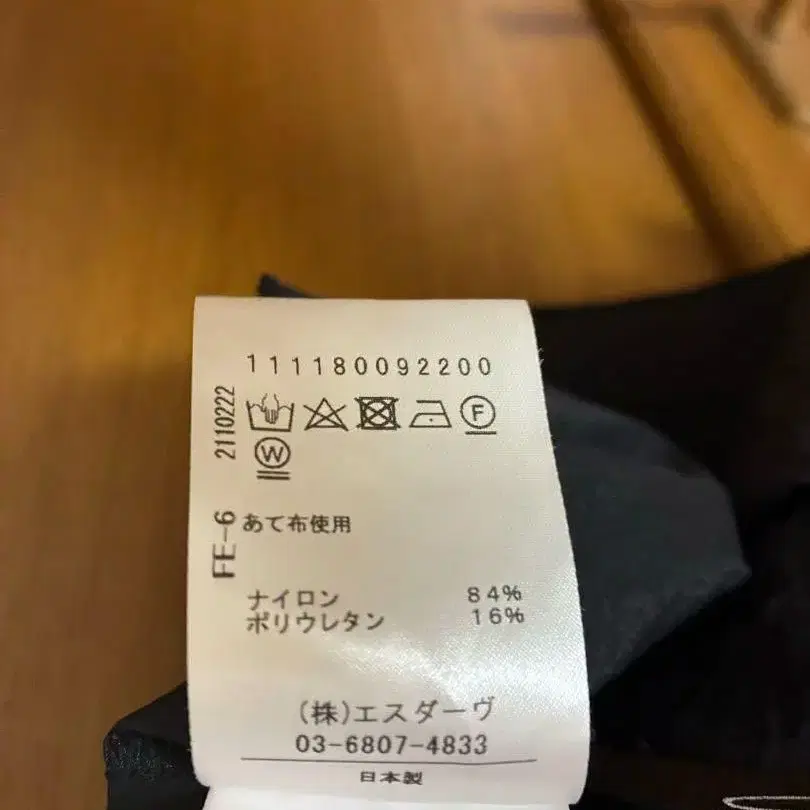 111180092200
2110222
F
W
FE-6
あて布使用
ナイロン 84%
ポリウレタン 16%
(株)エスダーヴ
03-6807-4833
日本製